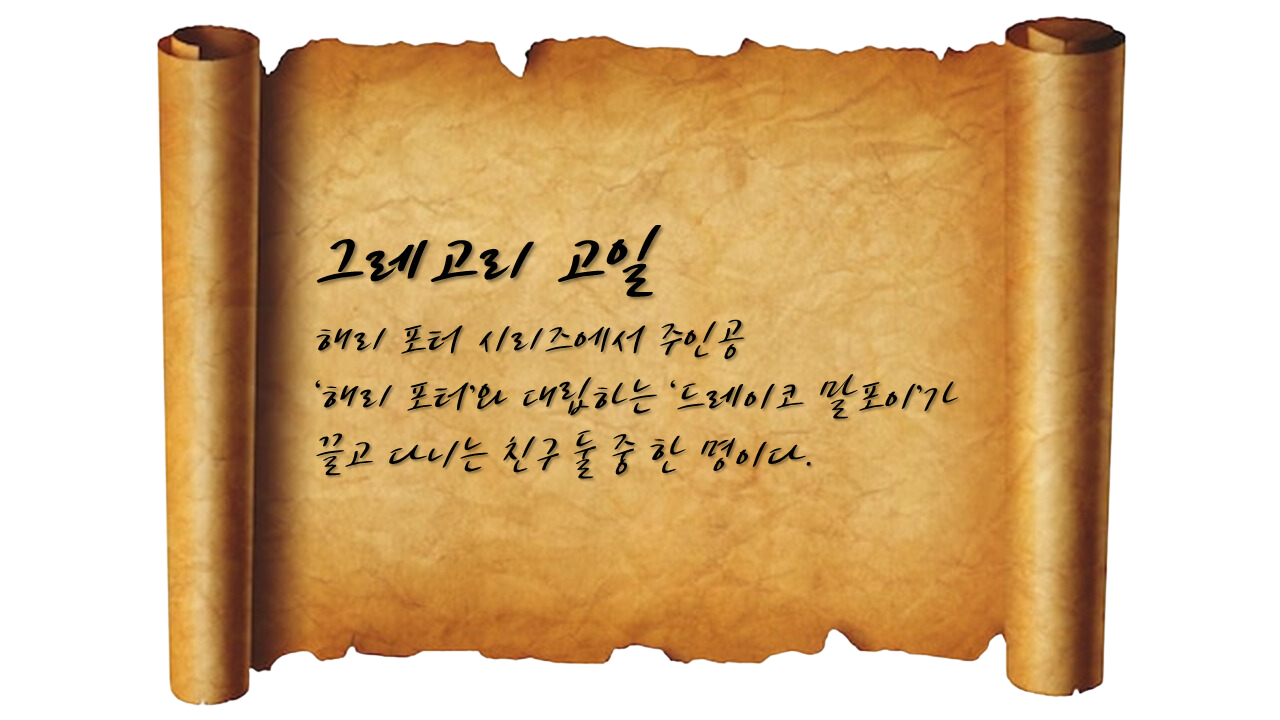 그레고리 고일
해리 포터 시리즈에서 주인공
‘해리 포터’와 대립하는 ‘드레이코 말포이’가
끌고 다니는 친구 둘 중 한 명이다.